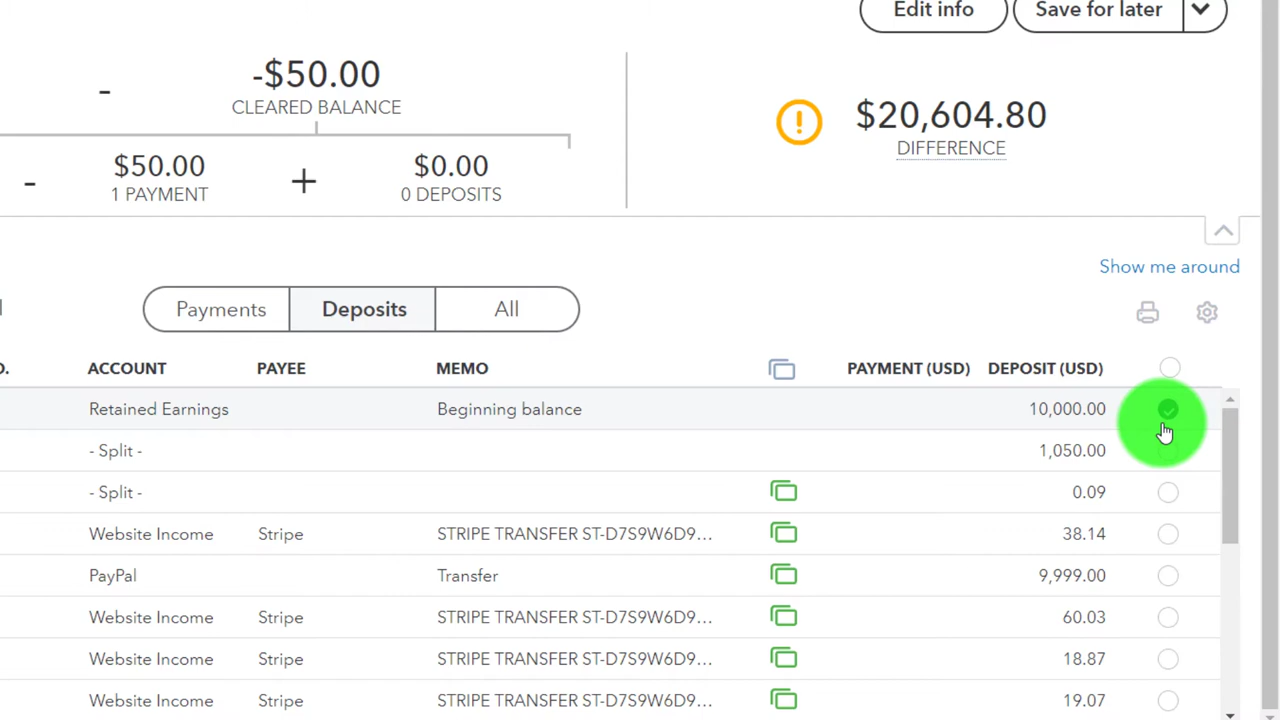 Edit info Save for later
- -$50.00
CLEARED BALANCE
! $20,604.80
DIFFERENCE
- $50.00 + $0.00
1 PAYMENT 0 DEPOSITS
Show me around
Payments Deposits All
O. ACCOUNT PAYEE MEMO PAYMENT (USD) DEPOSIT (USD)
Retained Earnings Beginning balance 10,000.00
- Split - 1,050.00
- Split - 0.09
Website Income Stripe STRIPE TRANSFER ST-D7S9W6D9... 38.14
PayPal Transfer 9,999.00
Website Income Stripe STRIPE TRANSFER ST-D7S9W6D9... 60.03
Website Income Stripe STRIPE TRANSFER ST-D7S9W6D9... 18.87
Website Income Stripe STRIPE TRANSFER ST-D7S9W6D9... 19.07